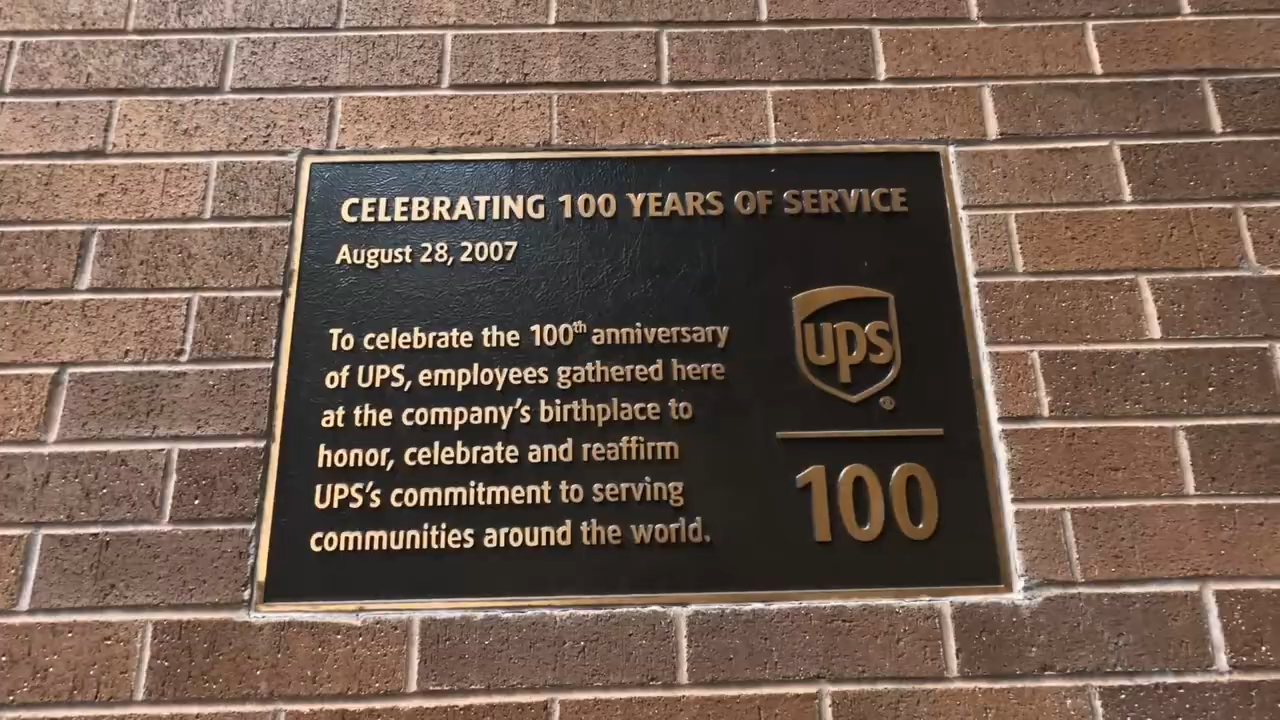 CELEBRATING 100 YEARS OF SERVICE
August 28, 2007
To celebrate the 100th anniversary
of UPS, employees gathered here
at the company's birthplace to
honor, celebrate and reaffirm
UPS's commitment to serving
communities around the world.
ups
®
100